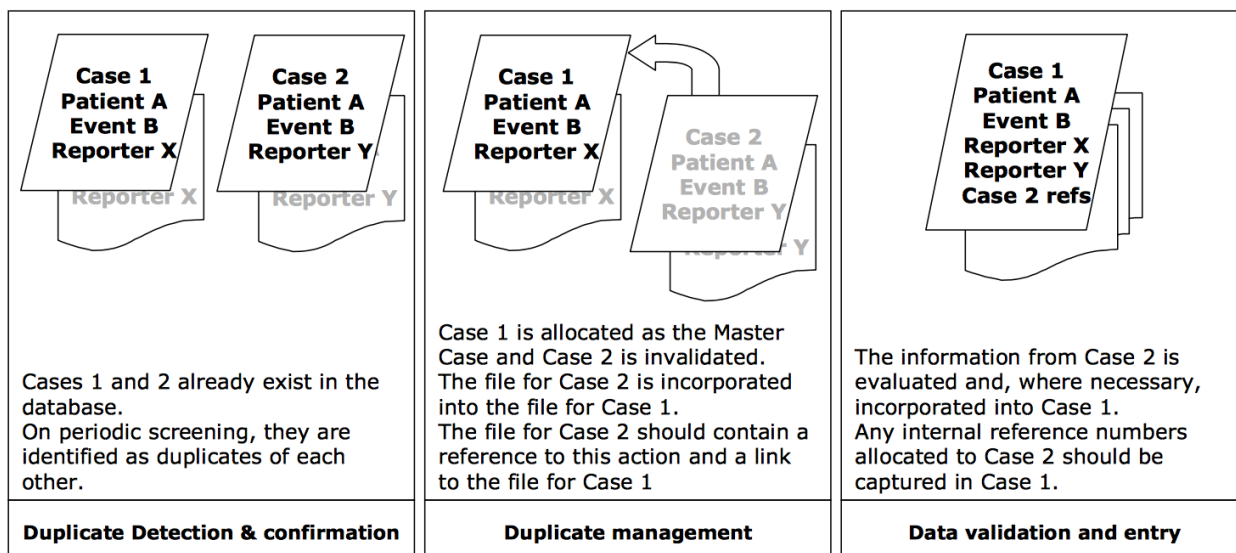 Case 1
Patient A
Event B
Reporter X
Reporter X
Case 2
Patient A
Event B
Reporter Y
Reporter Y
Cases 1 and 2 already exist in the
database.
On periodic screening, they are
identified as duplicates of each
other.
Duplicate Detection & confirmation
Case 1
Patient A
Event B
Reporter X
Reporter X
Case 2
Patient A
Event B
Reporter Y
Reporter Y
Case 1 is allocated as the Master
Case and Case 2 is invalidated.
The file for Case 2 is incorporated
into the file for Case 1.
The file for Case 2 should contain a
reference to this action and a link
to the file for Case 1
Duplicate management
Case 1
Patient A
Event B
Reporter X
Reporter Y
Case 2 refs
The information from Case 2 is
evaluated and, where necessary,
incorporated into Case 1.
Any internal reference numbers
allocated to Case 2 should be
captured in Case 1.
Data validation and entry